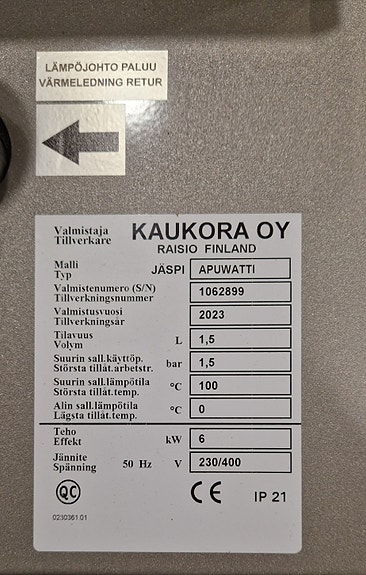 LÄMPÖJOHTO PALUU
VÄRMELEDNING RETUR
Valmistaja
Tillverkare
KAUKORA OY
RAISIO FINLAND
Malli
Typ
JÄSPI APUWATTI
Valmistenumero (S/N)
Tillverkningsnummer
1062899
Valmistusvuosi
Tillverkningsår
2023
Tilavuus
Volym
L 1,5
Suurin sall.käyttöp.
Största tillåt.arbetstr.
bar 1,5
Suurin sall.lämpötila
Största tillåt.temp.
°C 100
Alin sall.lämpötila
Lägsta tillåt.temp.
°C 0
Teho
Effekt
kW 6
Jännite
Spänning
50 Hz V 230/400
QC
CE IP 21
0230361.01